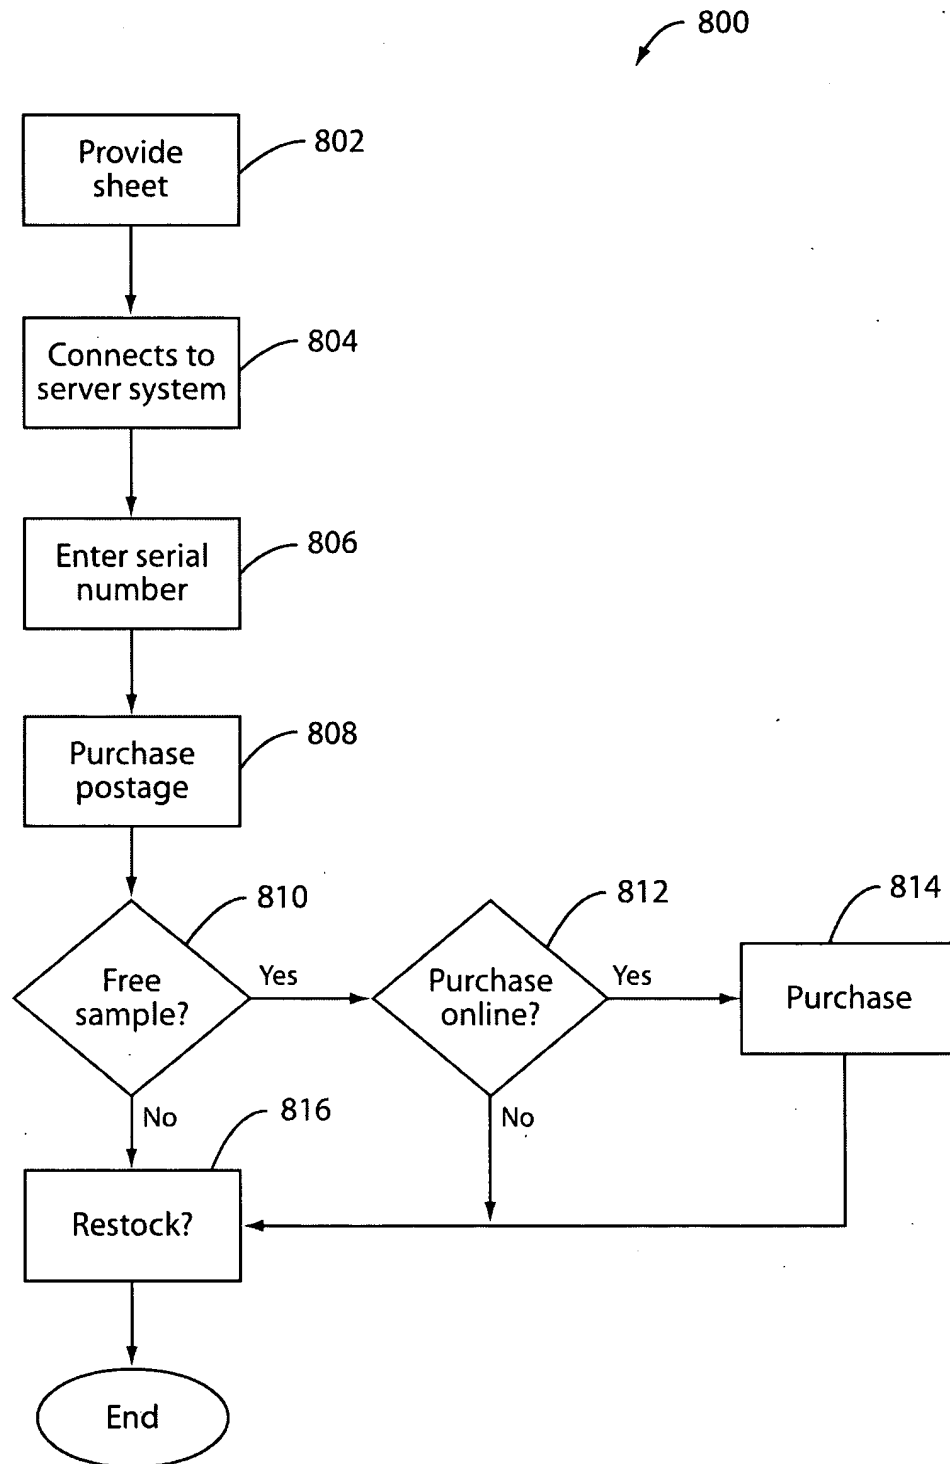 800
Provide
sheet
802
Connects to
server system
804
Enter serial
number
806
Purchase
postage
808
Free
sample?
810
Yes
Purchase
online?
812
Yes
Purchase
814
No
No
Restock?
816
End